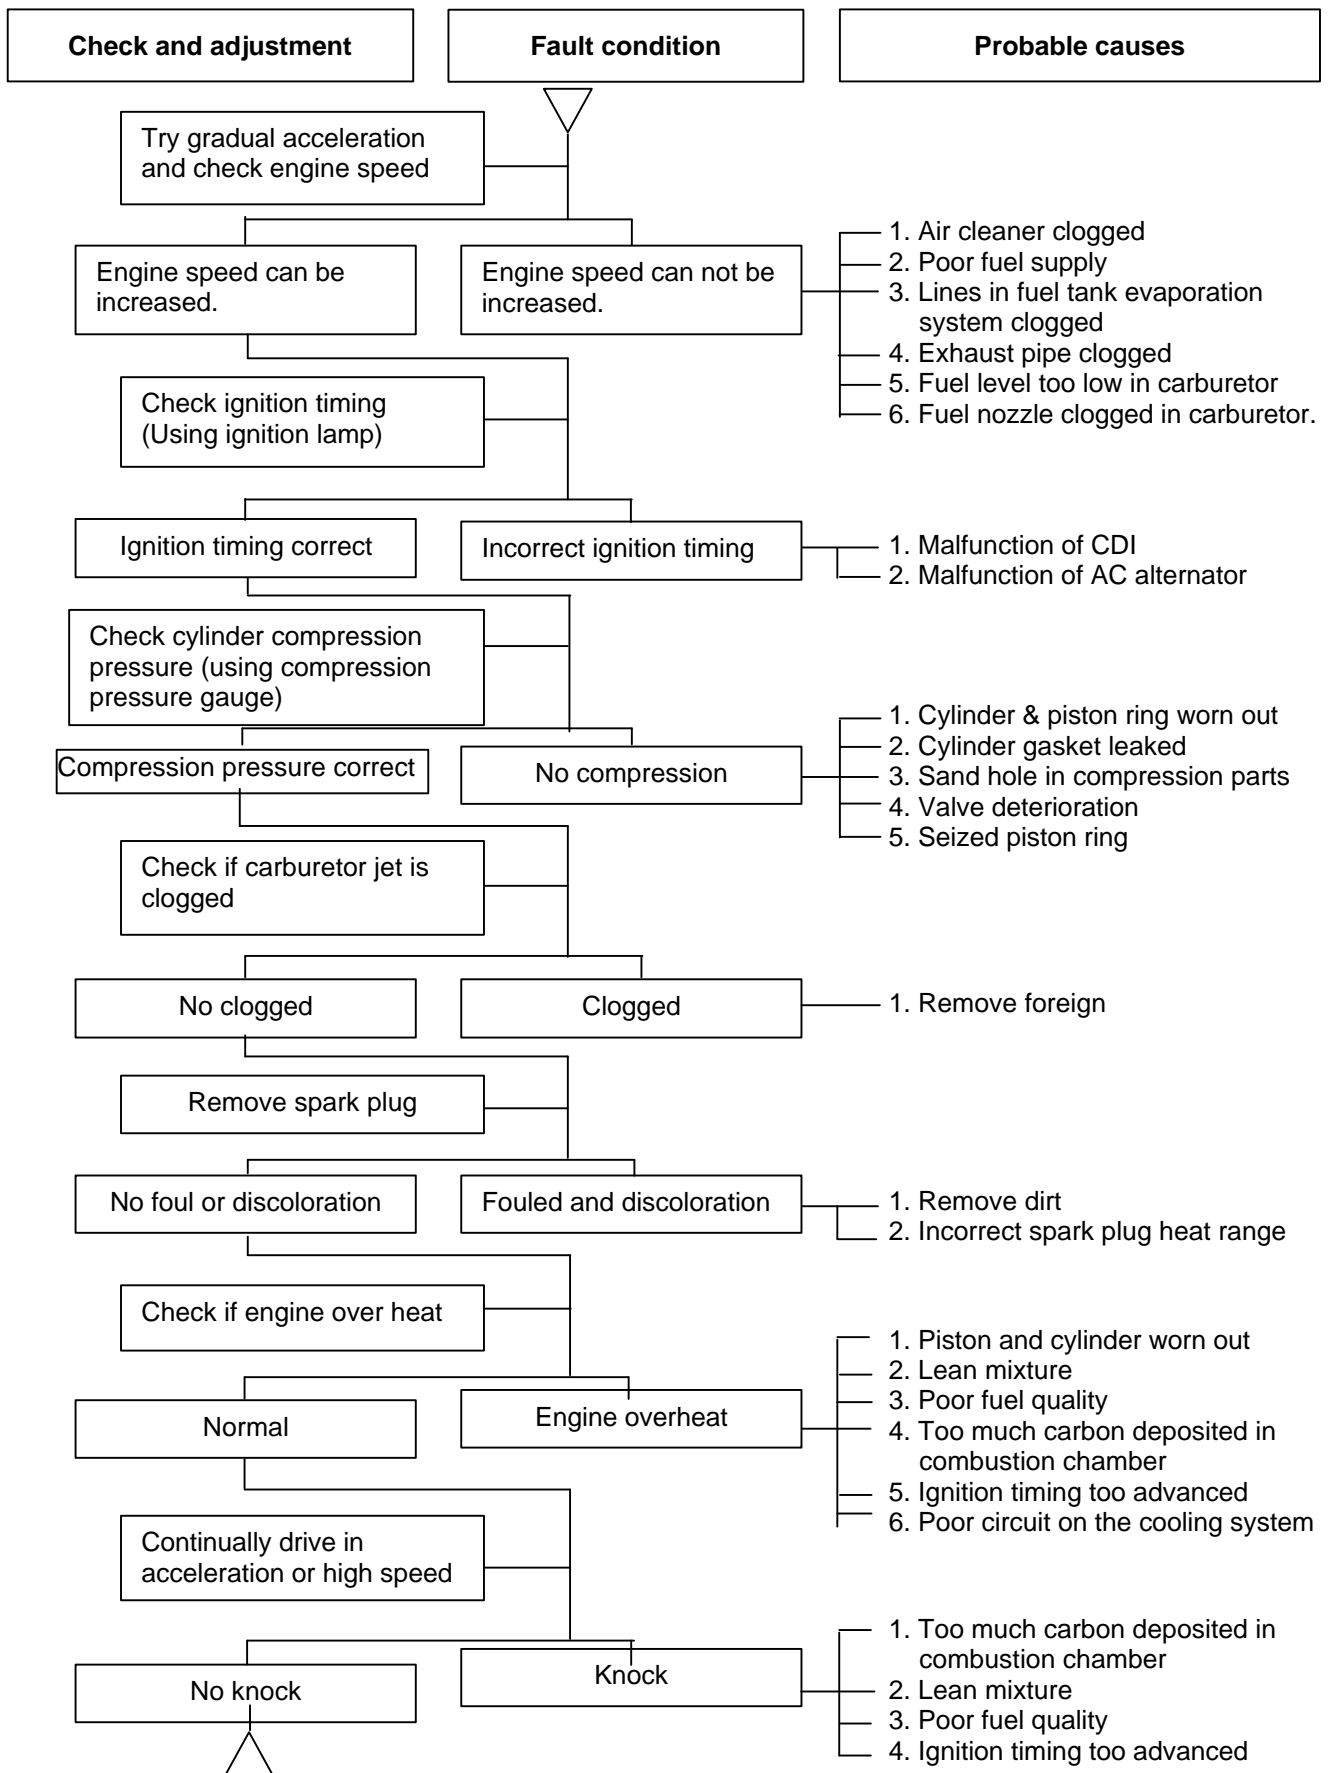 Check and adjustment
Fault condition
Probable causes
Try gradual acceleration
and check engine speed
Engine speed can be
increased.
Engine speed can not be
increased.
1. Air cleaner clogged
2. Poor fuel supply
3. Lines in fuel tank evaporation
system clogged
4. Exhaust pipe clogged
5. Fuel level too low in carburetor
6. Fuel nozzle clogged in carburetor.
Check ignition timing
(Using ignition lamp)
Ignition timing correct
Incorrect ignition timing
1. Malfunction of CDI
2. Malfunction of AC alternator
Check cylinder compression
pressure (using compression
pressure gauge)
Compression pressure correct
No compression
1. Cylinder & piston ring worn out
2. Cylinder gasket leaked
3. Sand hole in compression parts
4. Valve deterioration
5. Seized piston ring
Check if carburetor jet is
clogged
No clogged
Clogged
1. Remove foreign
Remove spark plug
No foul or discoloration
Fouled and discoloration
1. Remove dirt
2. Incorrect spark plug heat range
Check if engine over heat
Normal
Engine overheat
1. Piston and cylinder worn out
2. Lean mixture
3. Poor fuel quality
4. Too much carbon deposited in
combustion chamber
5. Ignition timing too advanced
6. Poor circuit on the cooling system
Continually drive in
acceleration or high speed
No knock
Knock
1. Too much carbon deposited in
combustion chamber
2. Lean mixture
3. Poor fuel quality
4. Ignition timing too advanced